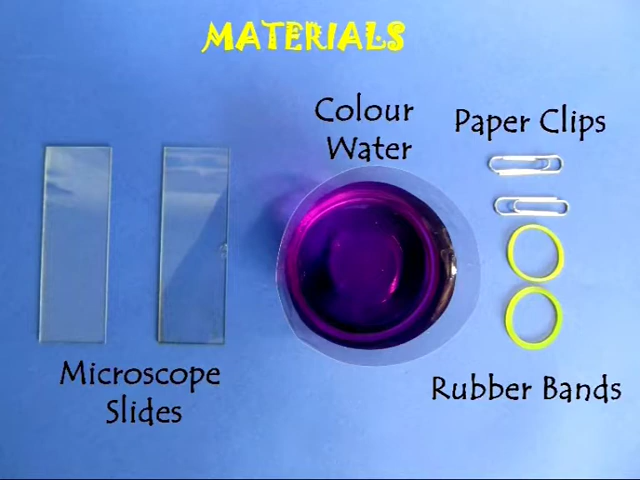 MATERIALS
Colour
Water
Paper Clips
Microscope
Slides
Rubber Bands